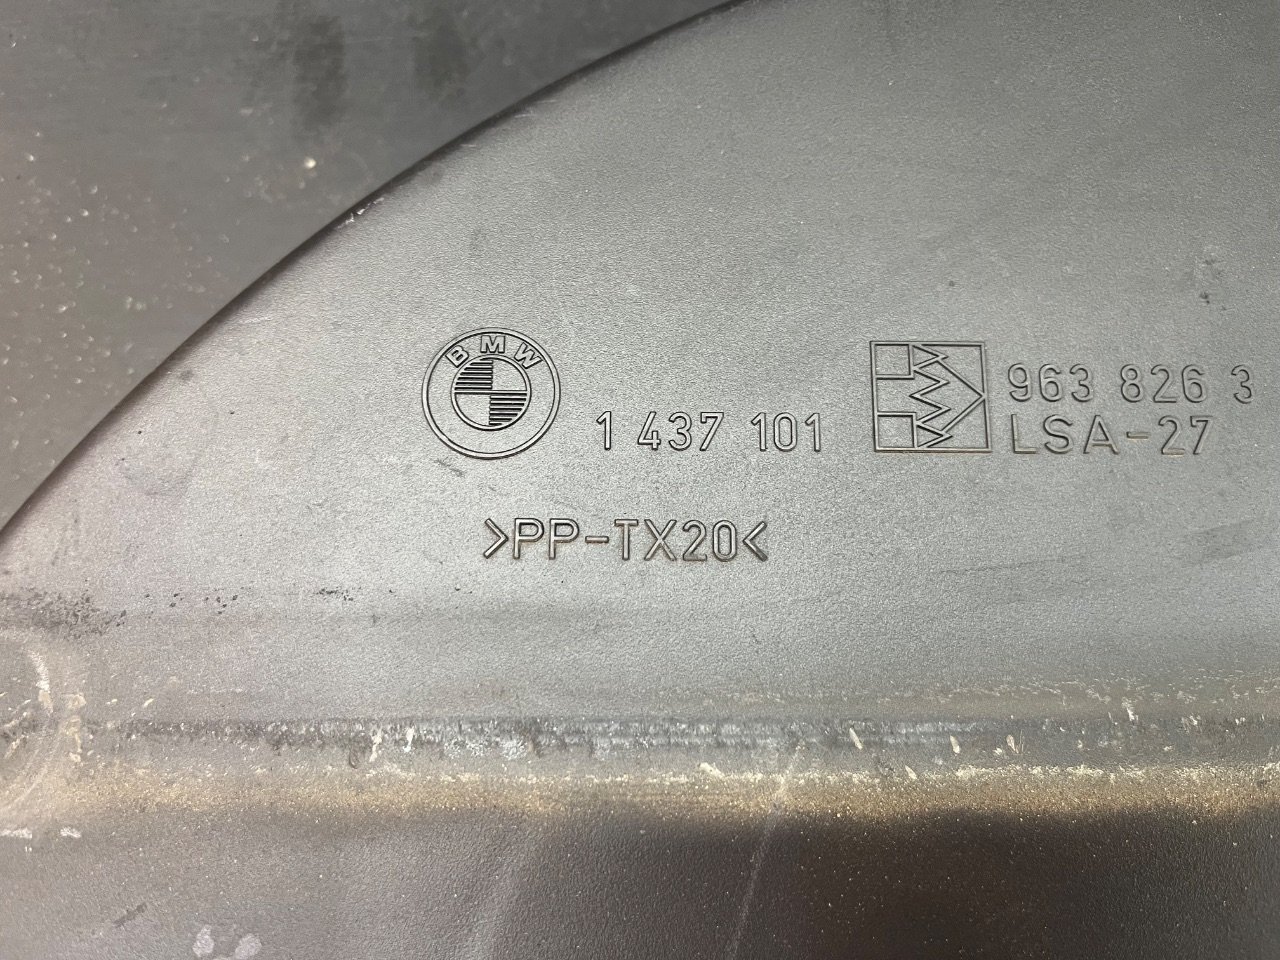 BMW
1 437 101
963 826 3
LSA-27
>PP-TX20<